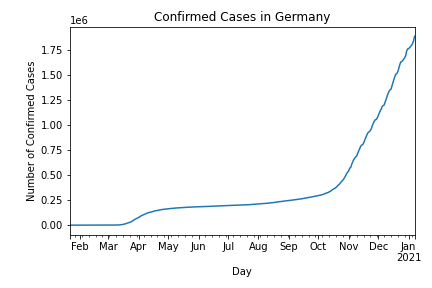 Confirmed Cases in Germany
1e6
Number of Confirmed Cases
1.75
1.50
1.25
1.00
0.75
0.50
0.25
0.00
Feb Mar Apr May Jun Jul Aug Sep Oct Nov Dec Jan
2021
Day